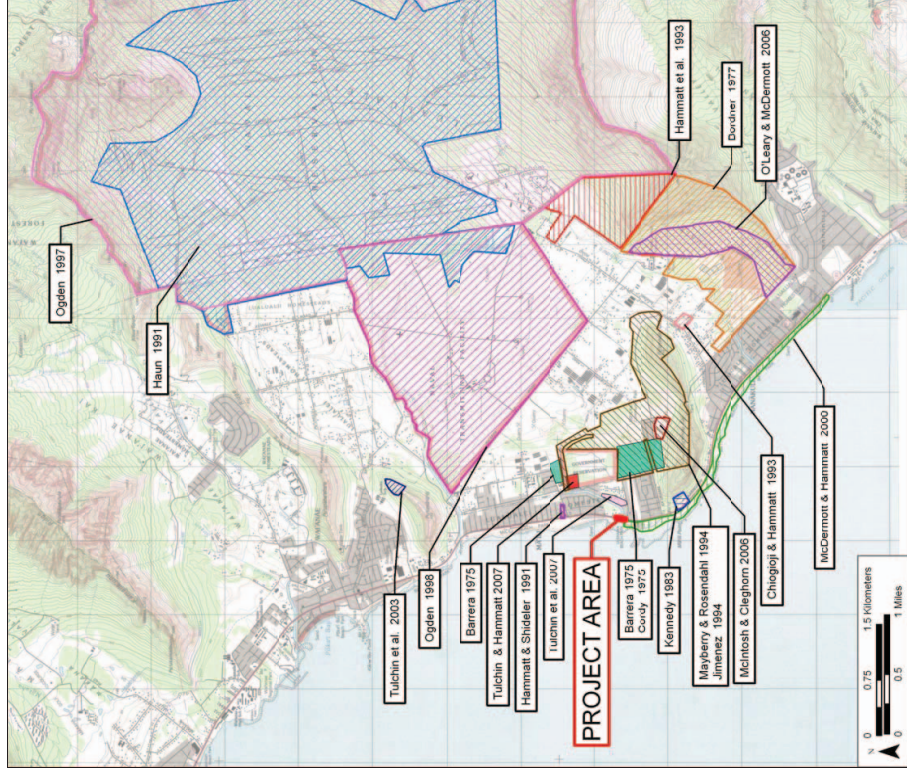 Ogden 1997
Haun 1991
Tulchin et al. 2003
Ogden 1998
Barrera 1975
Tulchin & Hammatt 2007
Hammatt & Shideler 1991
Tulchin et al. 2007
PROJECT AREA
Barrera 1975
Cordy 1975
Kennedy 1983
Mayberry & Rosendahl 1994
Jimenez 1994
McIntosh & Cleghorn 2006
Chiogioji & Hammatt 1993
McDermott & Hammatt 2000
Hammatt et al. 1993
Dordner 1977
O'Leary & McDermott 2006
N
0 0.75 1.5 Kilometers
0 0.5 1 Miles
FOREST